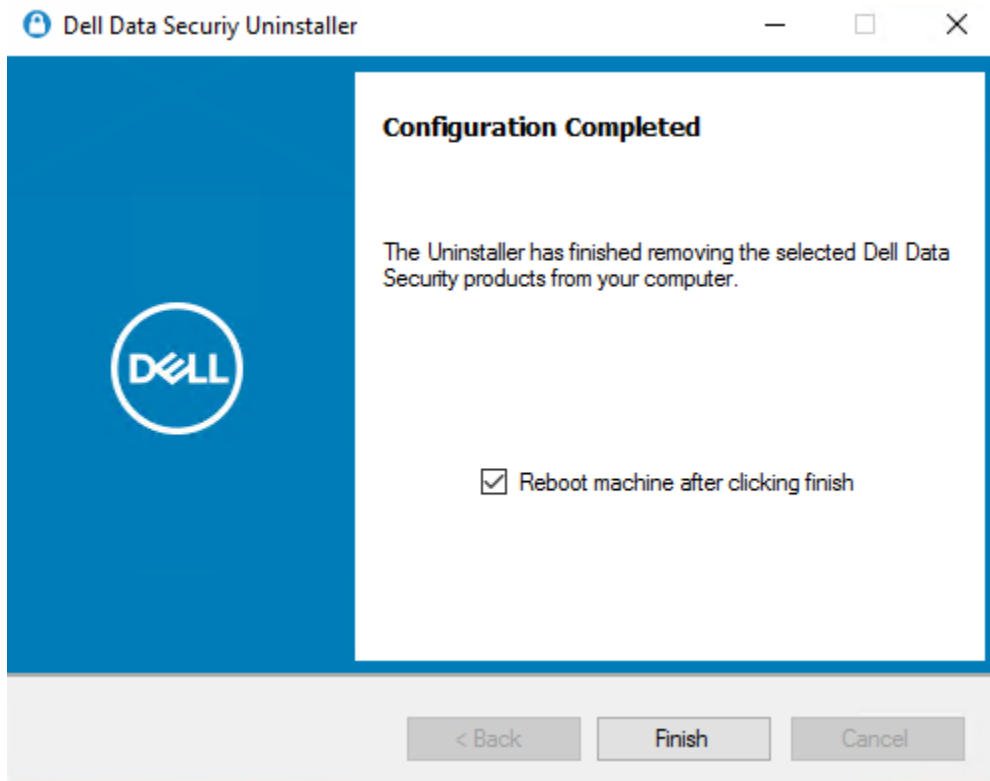 Dell Data Securiy Uninstaller
Configuration Completed
The Uninstaller has finished removing the selected Dell Data
Security products from your computer.
DELL
Reboot machine after clicking finish
< Back
Finish
Cancel